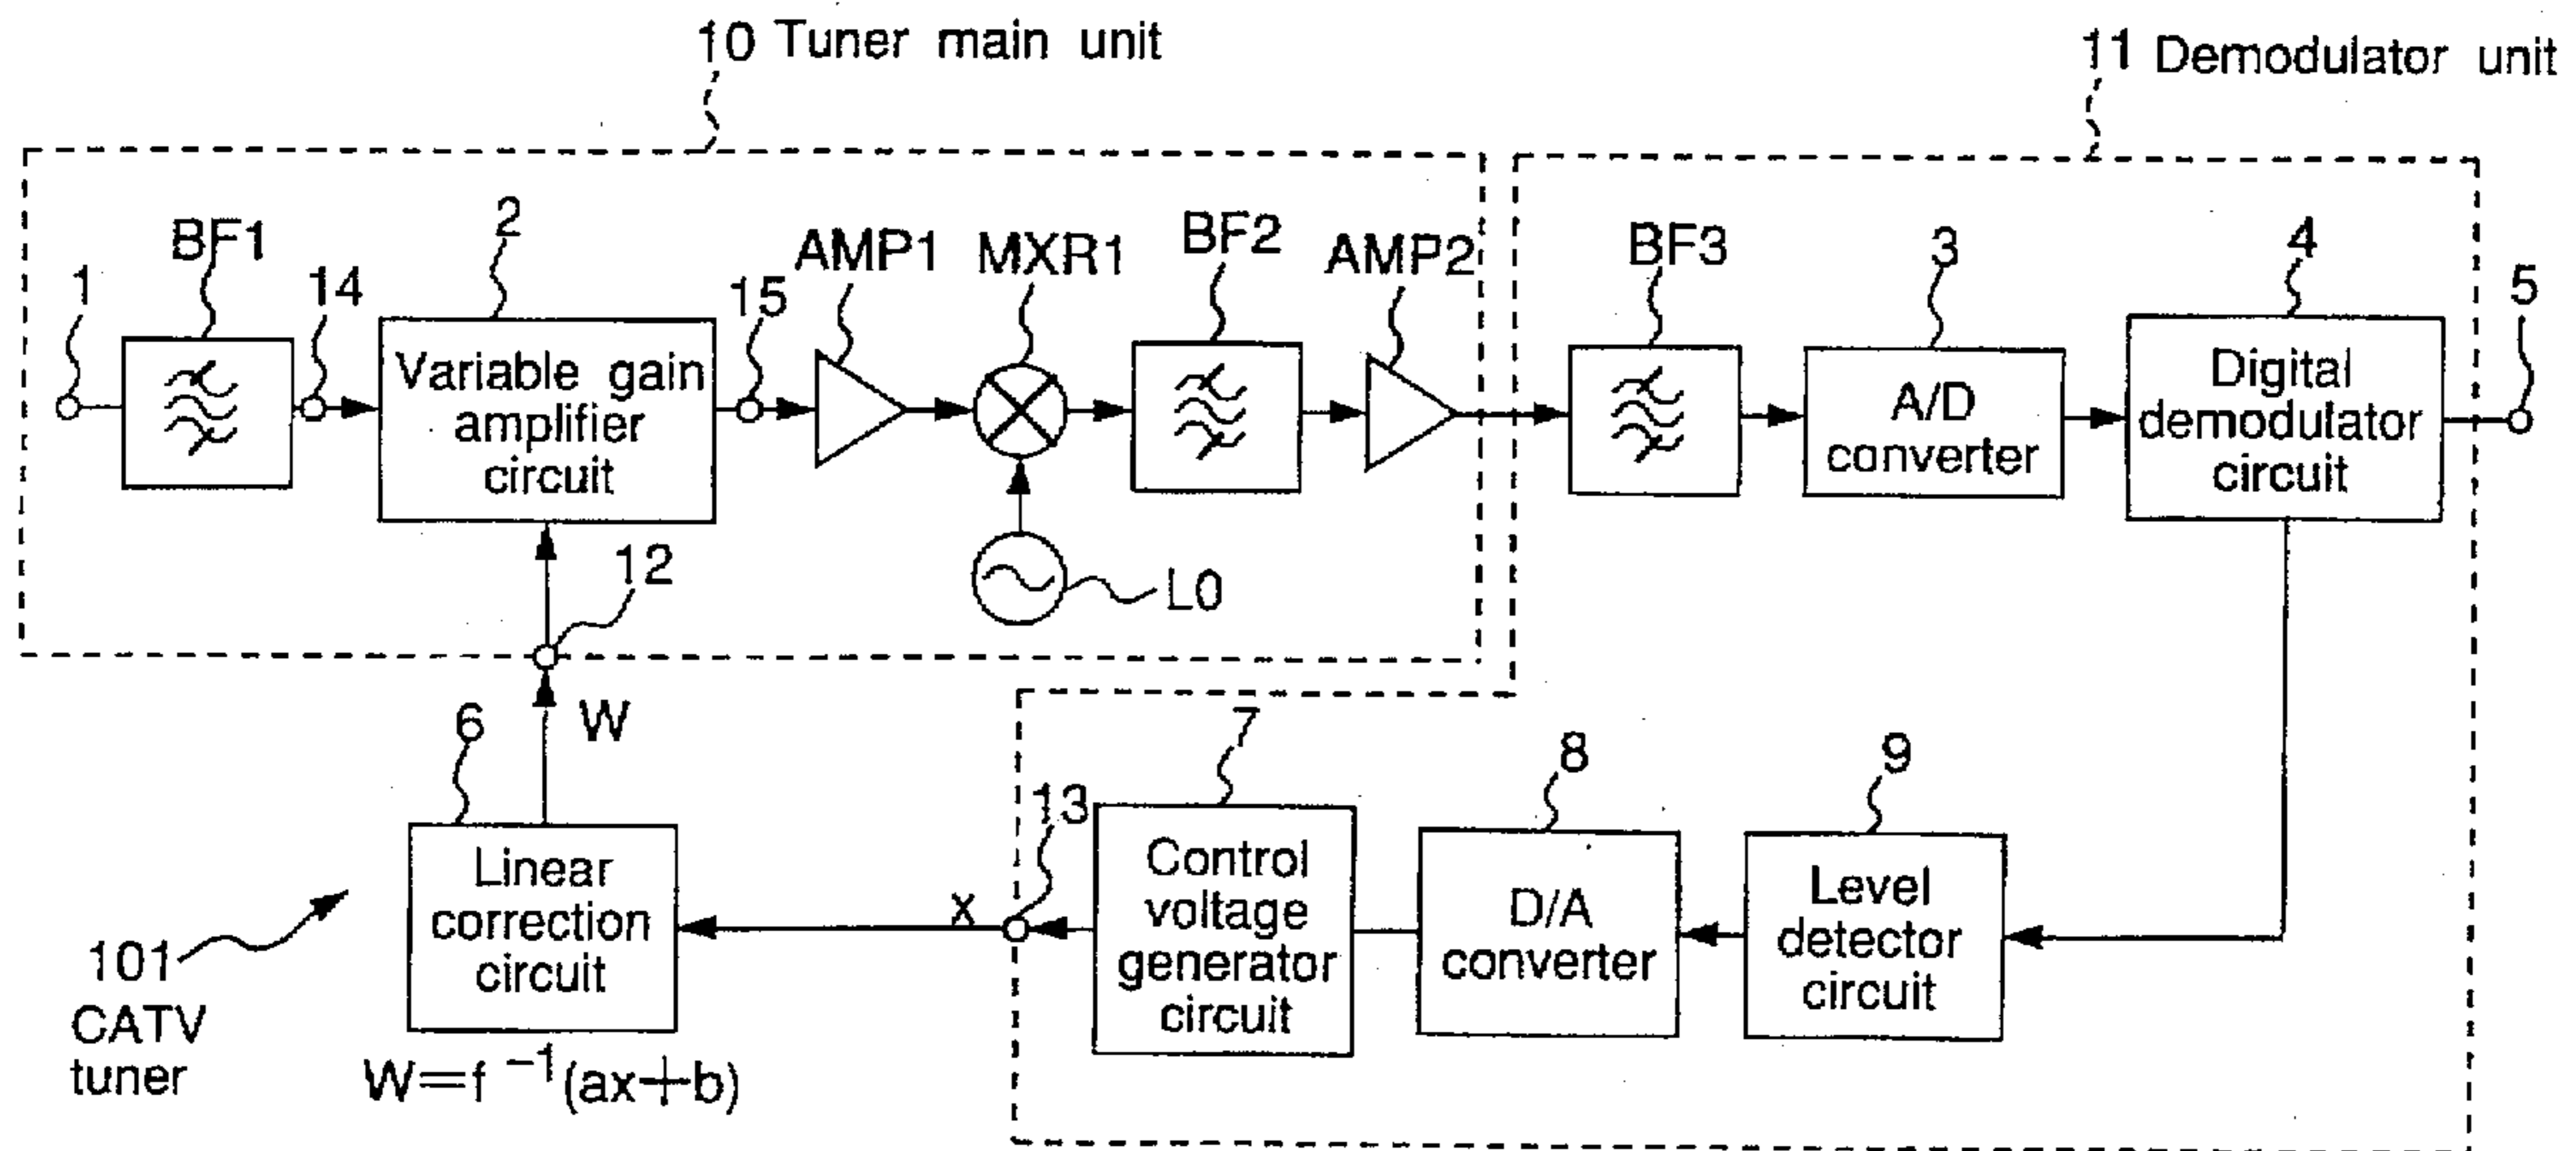 10 Tuner main unit
11 Demodulator unit
1
BF1
14
2
15
AMP1
MXR1
BF2
AMP2
BF3
3
4
5
Variable gain
amplifier
circuit
A/D
converter
Digital
demodulator
circuit
12
L0
W
6
Linear
correction
circuit
W=f⁻¹(ax+b)
x
13
7
Control
voltage
generator
circuit
8
D/A
converter
9
Level
detector
circuit
101
CATV
tuner